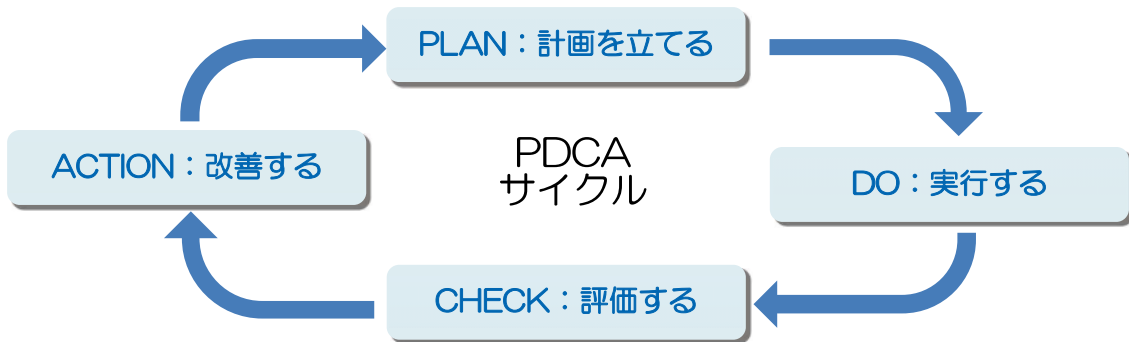 PLAN：計画を立てる
ACTION：改善する
PDCA
サイクル
DO：実行する
CHECK：評価する